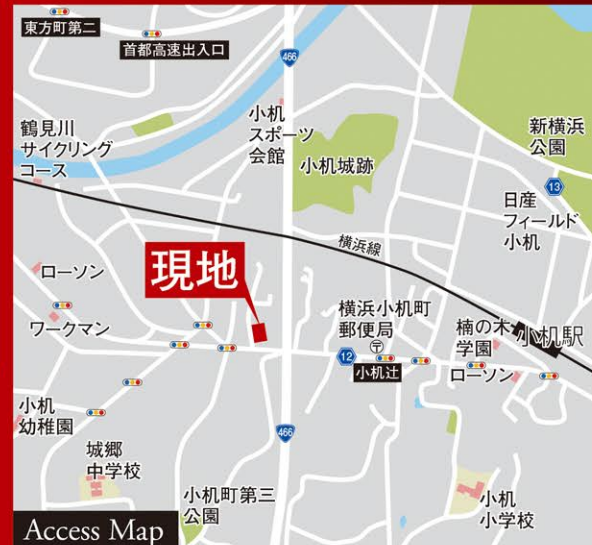 東方町第二
首都高速出入口
466
鶴見川
サイクリング
コース
小机
スポーツ
会館
小机城跡
新横浜
公園
13
日産
フィールド
小机
横浜線
現地
ローソン
ワークマン
横浜小机町
郵便局
〒
12
小机辻
楠の木
学園
小机駅
ローソン
小机
幼稚園
466
城郷
中学校
小机町第三
公園
小机
小学校
Access Map